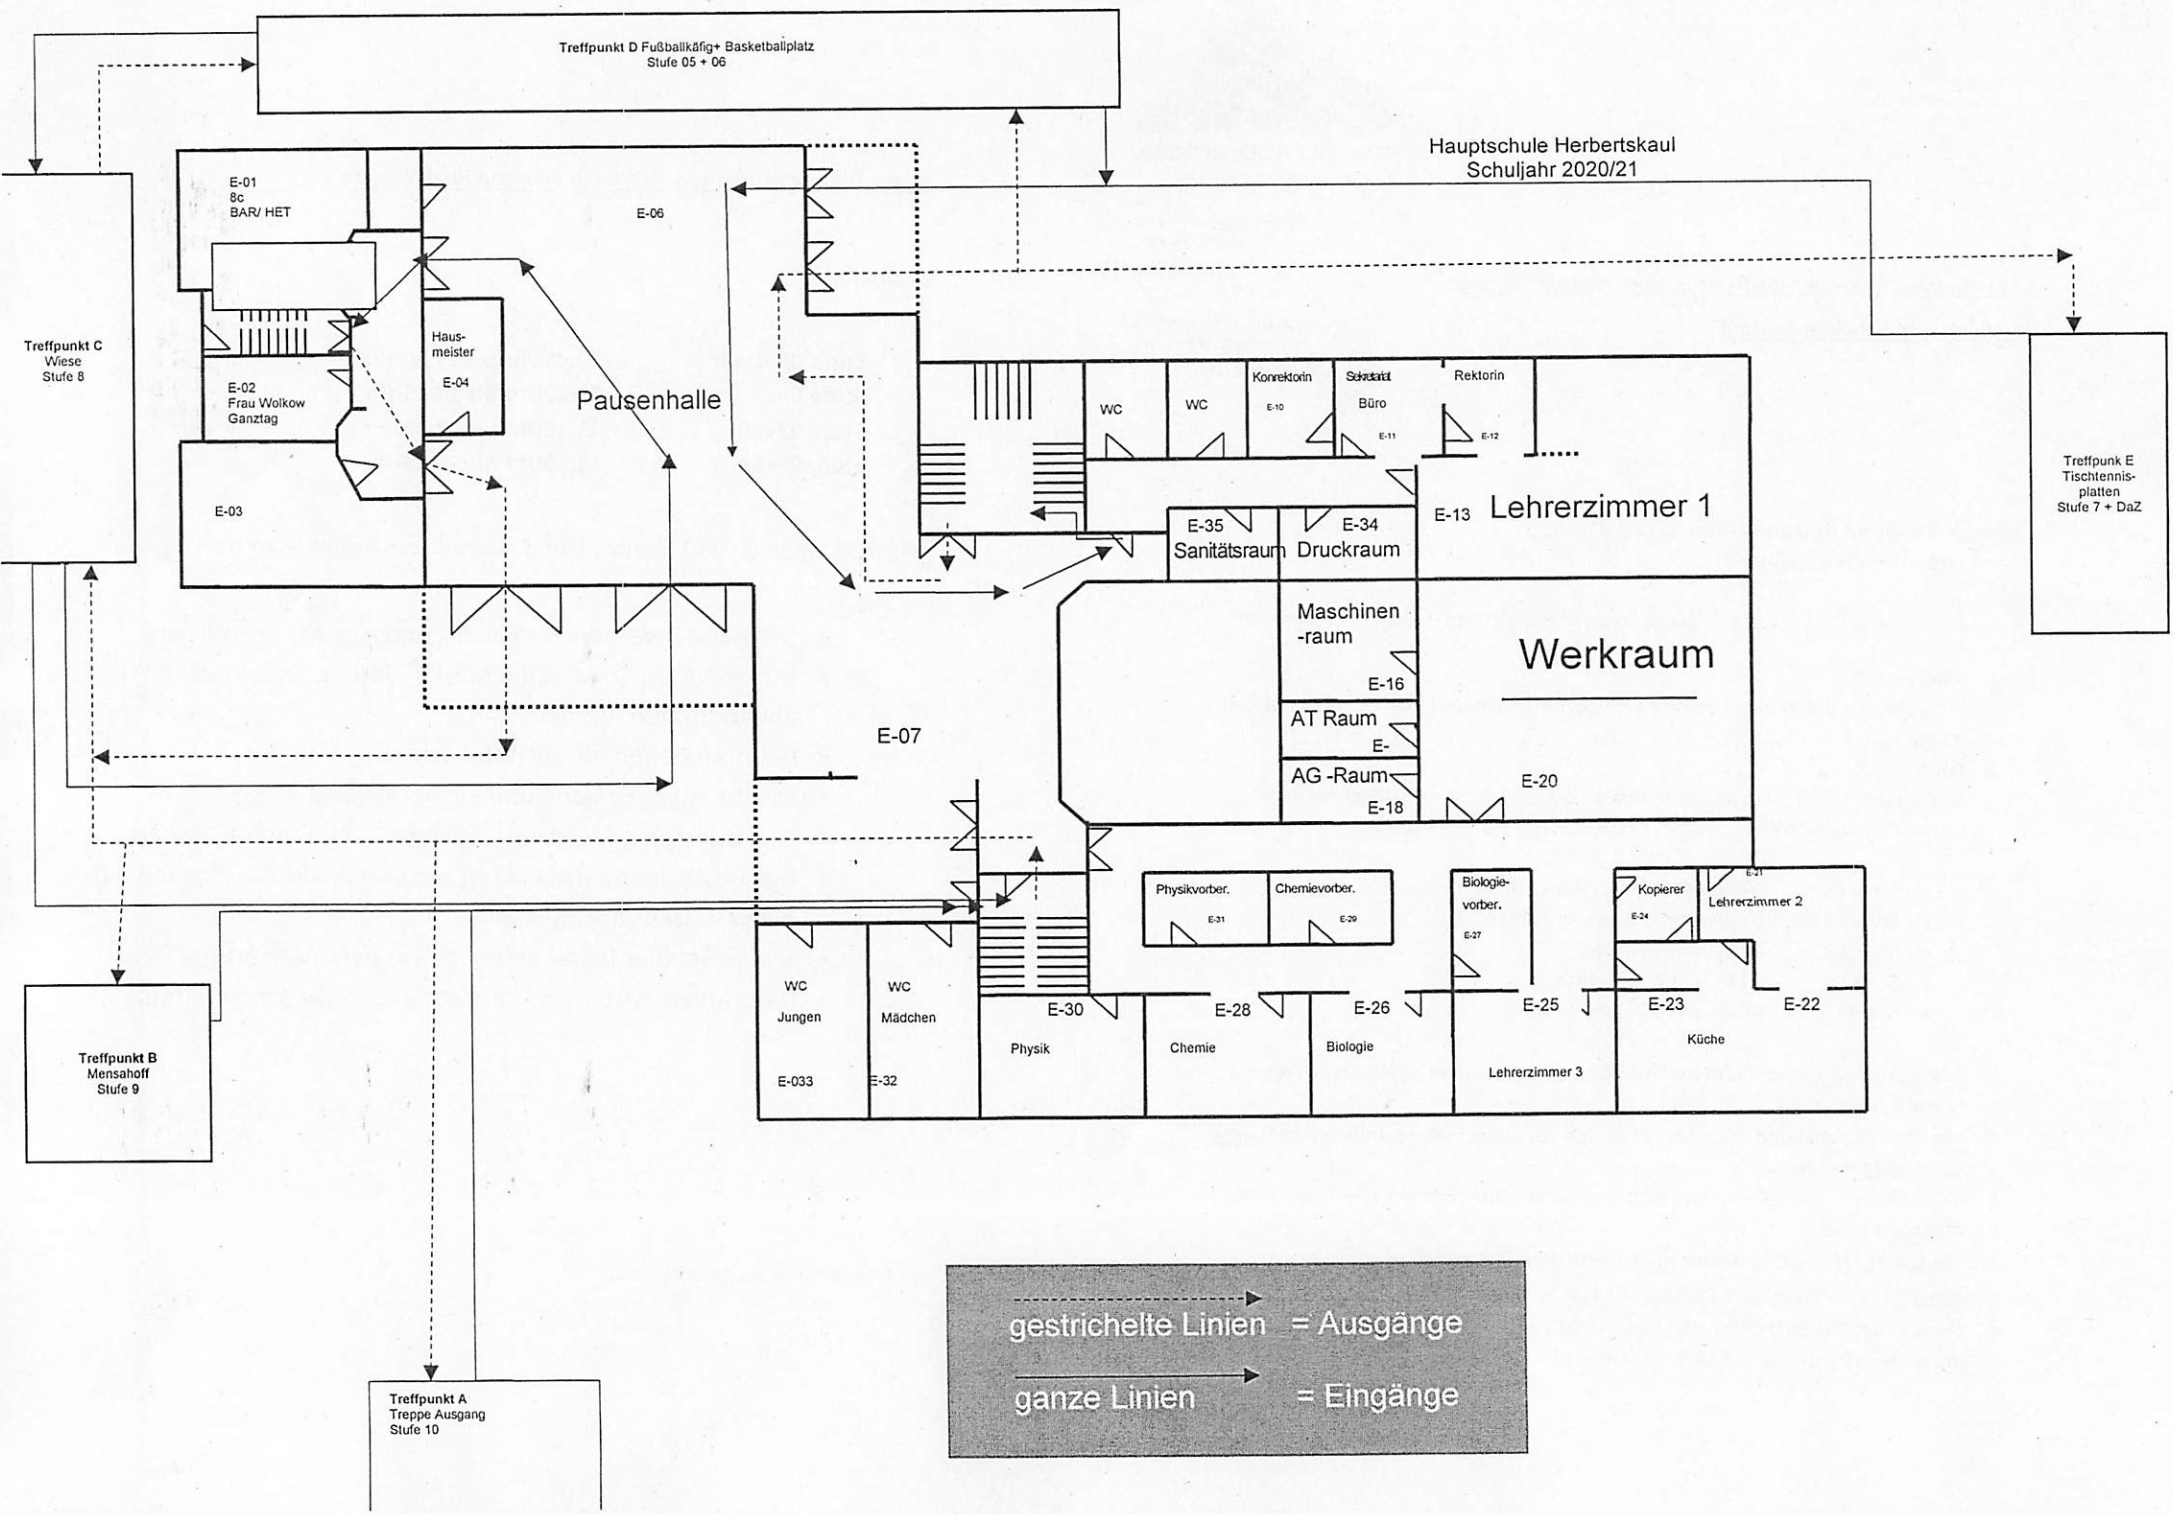 Treffpunkt D Fußballkäfig+ Basketballplatz
Stufe 05 + 06
Hauptschule Herbertskaul
Schuljahr 2020/21
E-01
8c
BAR/ HET
E-06
Treffpunkt C
Wiese
Stufe 8
Haus-
meister
E-04
E-02
Frau Wolkow
Ganztag
Pausenhalle
E-03
WC
WC
Konrektorin
E-10
Sekretariat
Büro
E-11
Rektorin
E-12
E-13 Lehrerzimmer 1
E-35
Sanitätsraum
E-34
Druckraum
Treffpunk E
Tischtennis-
platten
Stufe 7 + DaZ
Maschinen
-raum
E-16
Werkraum
AT Raum
E-
AG -Raum
E-18
E-20
E-07
Physikvorber.
E-31
Chemievorber.
E-29
Biologie-
vorber.
E-27
Kopierer
E-24
E-21
Lehrerzimmer 2
WC
Jungen
E-033
WC
Mädchen
E-32
E-30
Physik
E-28
Chemie
E-26
Biologie
E-25
Lehrerzimmer 3
E-23
E-22
Küche
Treffpunkt B
Mensahoff
Stufe 9
Treffpunkt A
Treppe Ausgang
Stufe 10
gestrichelte Linien = Ausgänge
ganze Linien = Eingänge